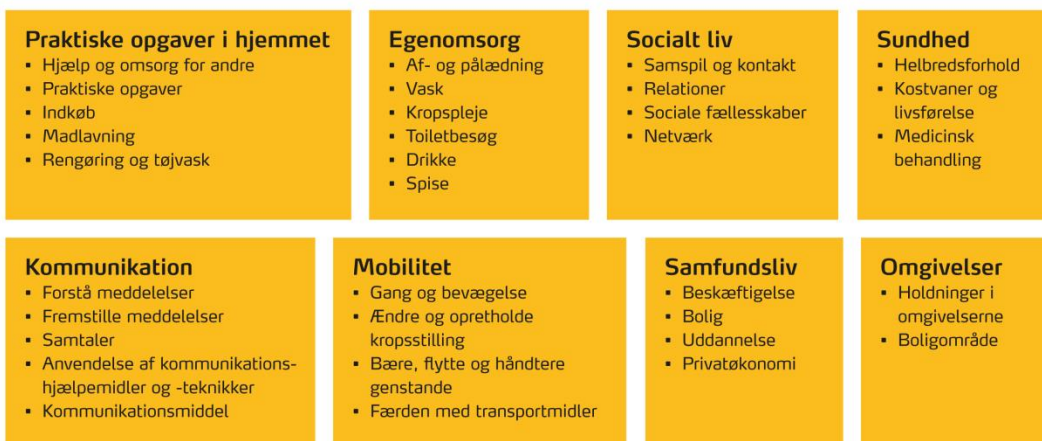 Praktiske opgaver i hjemmet
▪ Hjælp og omsorg for andre
▪ Praktiske opgaver
▪ Indkøb
▪ Madlavning
▪ Rengøring og tøjvask
Egenomsorg
▪ Af- og pålædning
▪ Vask
▪ Kropspleje
▪ Toiletbesøg
▪ Drikke
▪ Spise
Socialt liv
▪ Samspil og kontakt
▪ Relationer
▪ Sociale fællesskaber
▪ Netværk
Sundhed
▪ Helbredsforhold
▪ Kostvaner og
livsførelse
▪ Medicinsk
behandling
Kommunikation
▪ Forstå meddelelser
▪ Fremstille meddelelser
▪ Samtaler
▪ Anvendelse af kommunikations-
hjælpemidler og -teknikker
▪ Kommunikationsmiddel
Mobilitet
▪ Gang og bevægelse
▪ Ændre og opretholde
kropsstilling
▪ Bære, flytte og håndtere
genstande
▪ Færden med transportmidler
Samfundsliv
▪ Beskæftigelse
▪ Bolig
▪ Uddannelse
▪ Privatøkonomi
Omgivelser
▪ Holdninger i
omgivelserne
▪ Boligområde